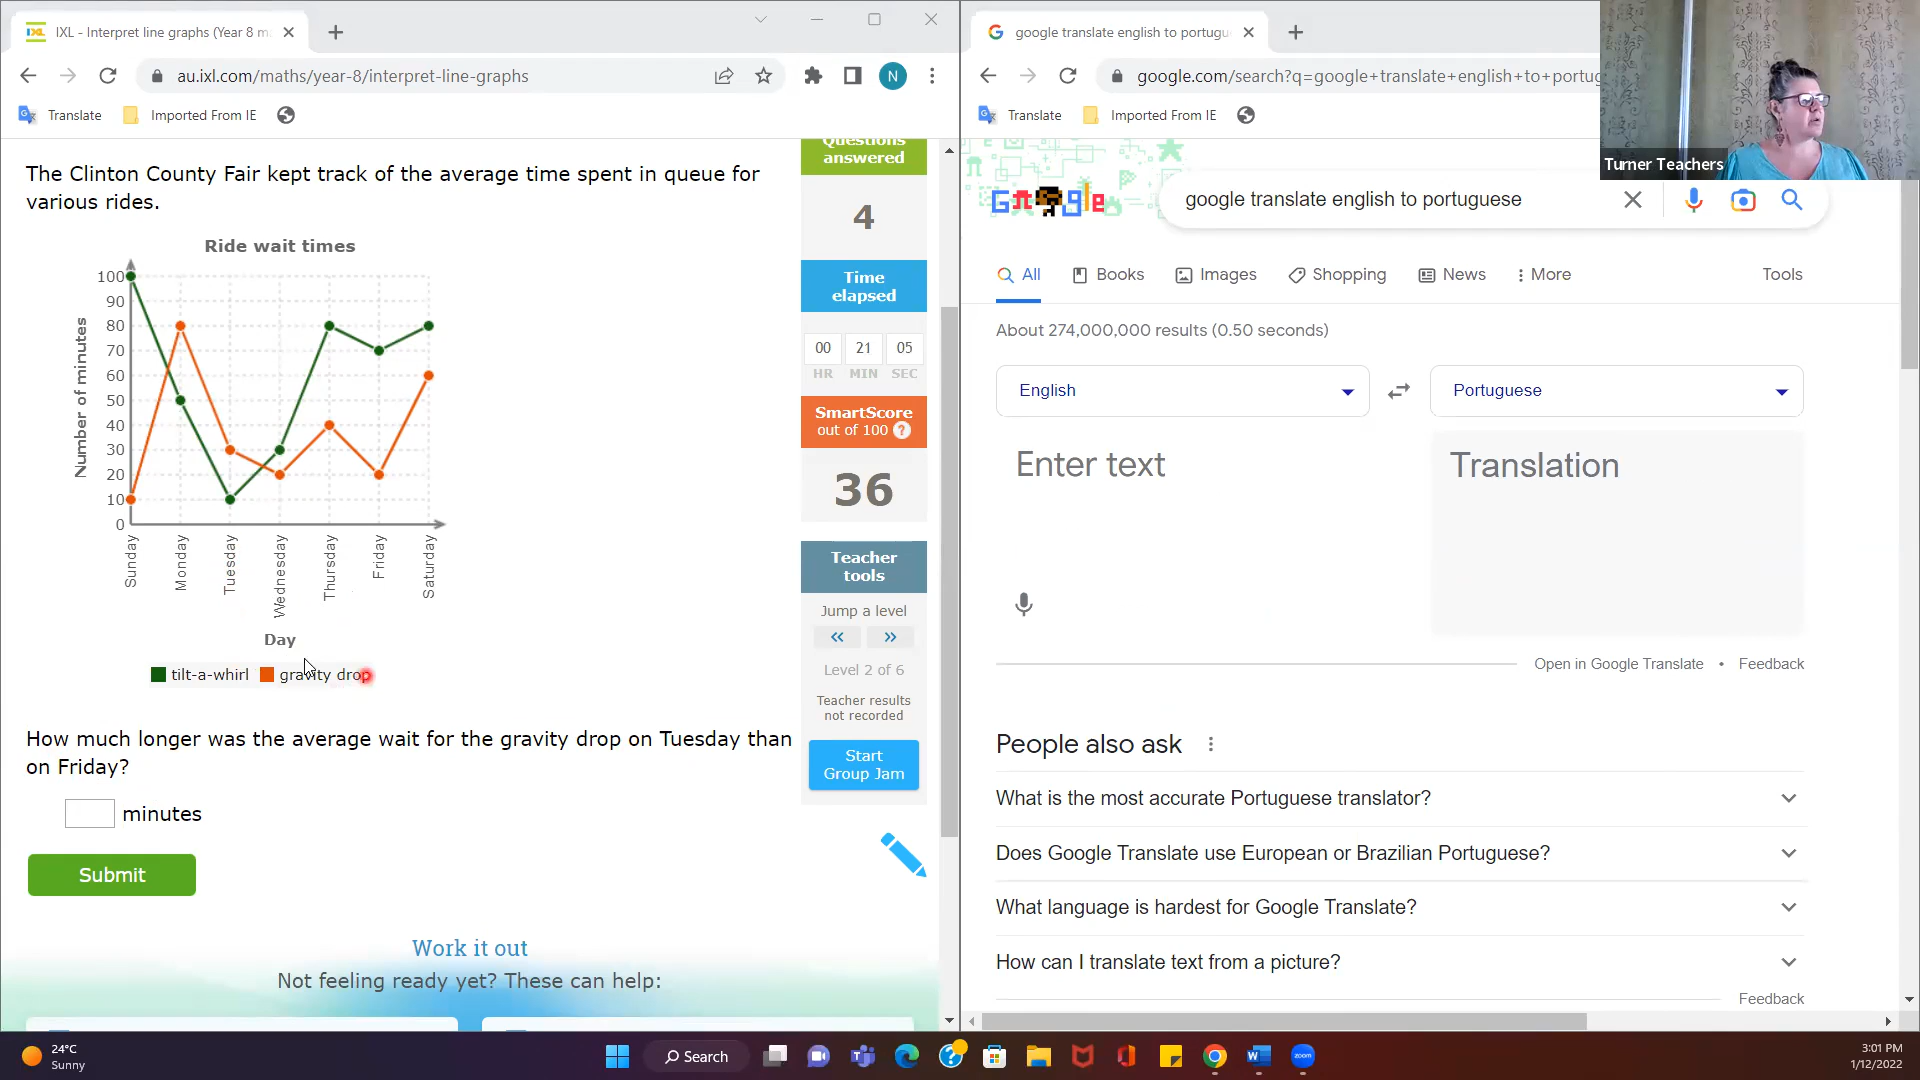 IXL - Interpret line graphs (Year 8 m
au.ixl.com/maths/year-8/interpret-line-graphs
N
Translate
Imported From IE
The Clinton County Fair kept track of the average time spent in queue for
various rides.
Ride wait times
Number of minutes
100
90
80
70
60
50
40
30
20
10
0
Sunday
Monday
Tuesday
Wednesday
Thursday
Friday
Saturday
Day
tilt-a-whirl
gravity drop
How much longer was the average wait for the gravity drop on Tuesday than
on Friday?
minutes
Submit
Work it out
Not feeling ready yet? These can help:
Questions
answered
4
Time
elapsed
00 21 05
HR MIN SEC
SmartScore
out of 100 ?
36
Teacher
tools
Jump a level
« »
Level 2 of 6
Teacher results
not recorded
Start
Group Jam
google translate english to portugu
google.com/search?q=google+translate+english+to+portug
Translate
Imported From IE
Turner Teachers
Google
google translate english to portuguese
All
Books
Images
Shopping
News
More
Tools
About 274,000,000 results (0.50 seconds)
English
Portuguese
Enter text
Translation
Open in Google Translate • Feedback
People also ask
What is the most accurate Portuguese translator?
Does Google Translate use European or Brazilian Portuguese?
What language is hardest for Google Translate?
How can I translate text from a picture?
Feedback
24°C
Sunny
Search
zoom
3:01 PM
1/12/2022